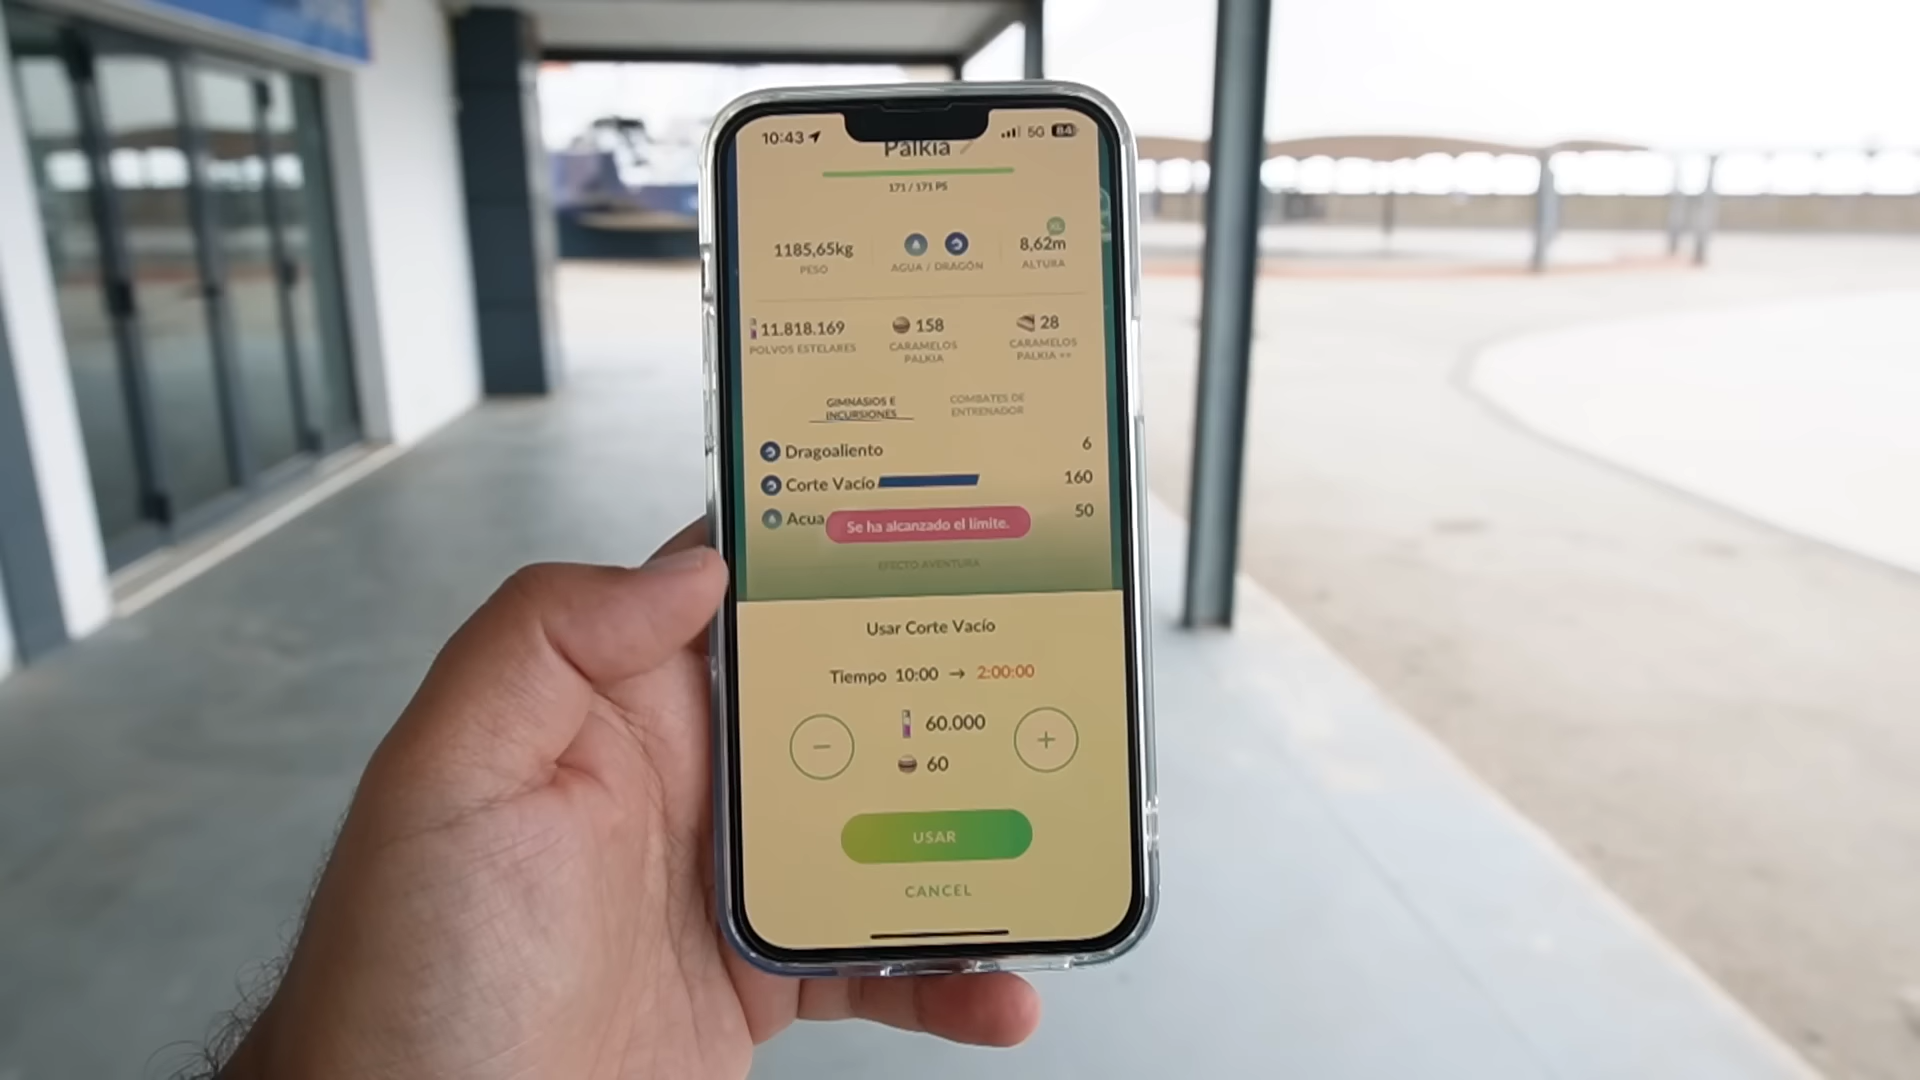 10:43
5G
84
Palkia
171 / 171 PS
XL
1185,65kg
8,62m
PESO
AGUA / DRAGÓN
ALTURA
11.818.169
158
28
POLVOS ESTELARES
CARAMELOS
PALKIA
CARAMELOS
PALKIA ++
GIMNASIOS E
INCURSIONES
COMBATES DE
ENTRENADOR
Dragoaliento
6
Corte Vacío
160
Acua
50
Se ha alcanzado el límite.
EFECTO AVENTURA
Usar Corte Vacío
Tiempo 10:00 → 2:00:00
60.000
60
USAR
CANCEL